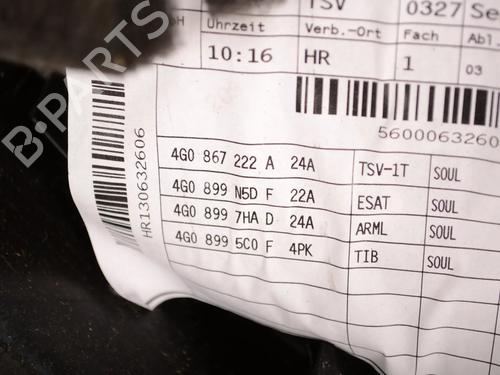 TSV 0327 Se
Uhrzeit Verb.-Ort Fach Abl
10:16 HR 1 03
5600063260
HR130632606
4G0 867 222 A 24A TSV-1T SOUL
4G0 899 N5D F 22A ESAT SOUL
4G0 899 7HA D 24A ARML SOUL
4G0 899 5C0 F 4PK TIB SOUL
B-PARTS